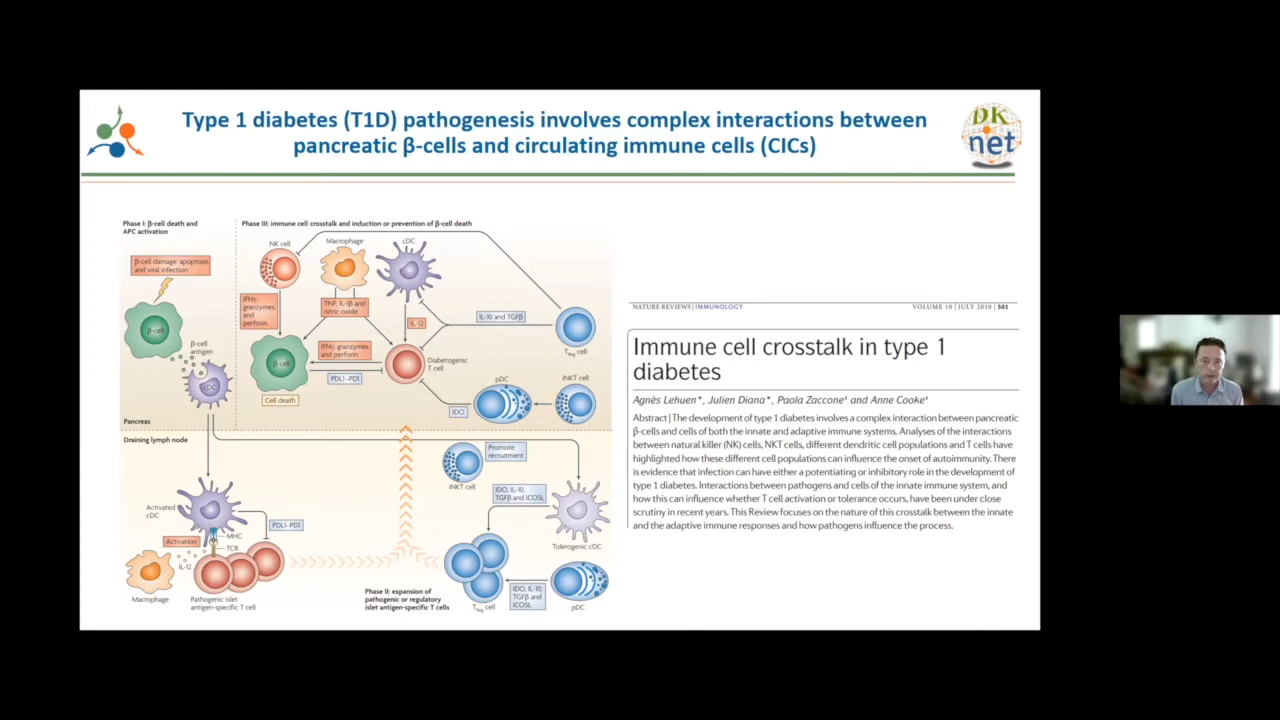 Type 1 diabetes (T1D) pathogenesis involves complex interactions between
pancreatic β-cells and circulating immune cells (CICs)
DK
net
Phase I: β-cell death and
APC activation
β-cell damage: apoptosis
and viral infection
β-cell
β-cell
antigen
cDC
Pancreas
Phase III: immune cell crosstalk and induction or prevention of β-cell death
NK cell
Macrophage
cDC
IFNγ,
granzymes,
and
perforin
TNF, IL-1β and
nitric oxide
IL-12
IL-10 and TGFβ
TReg cell
IFNγ, granzymes
and perforin
β-cell
PDL1–PD1
Diabetogenic
T cell
Cell death
pDC
iNKT cell
IDO
Draining lymph node
Activated
cDC
PDL1–PD1
MHC
TCR
Activation
IL-12
Macrophage
Pathogenic islet
antigen-specific T cell
iNKT cell
Promote
recruitment
IDO, IL-10,
TGFβ and ICOSL
Tolerogenic cDC
Phase II: expansion of
pathogenic or regulatory
islet antigen-specific T cells
TReg cell
IDO, IL-10,
TGFβ and
ICOSL
pDC
NATURE REVIEWS | IMMUNOLOGY
VOLUME 10 | JULY 2010 | 501
Immune cell crosstalk in type 1
diabetes
Agnès Lehuen*, Julien Diana*, Paola Zaccone‡ and Anne Cooke‡
Abstract | The development of type 1 diabetes involves a complex interaction between pancreatic
β-cells and cells of both the innate and adaptive immune systems. Analyses of the interactions
between natural killer (NK) cells, NKT cells, different dendritic cell populations and T cells have
highlighted how these different cell populations can influence the onset of autoimmunity. There
is evidence that infection can have either a potentiating or inhibitory role in the development of
type 1 diabetes. Interactions between pathogens and cells of the innate immune system, and
how this can influence whether T cell activation or tolerance occurs, have been under close
scrutiny in recent years. This Review focuses on the nature of this crosstalk between the innate
and the adaptive immune responses and how pathogens influence the process.